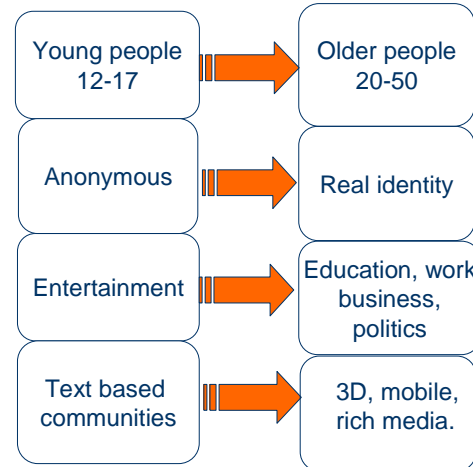 Young people
12-17
Older people
20-50
Anonymous
Real identity
Entertainment
Education, work
business,
politics
Text based
communities
3D, mobile,
rich media.